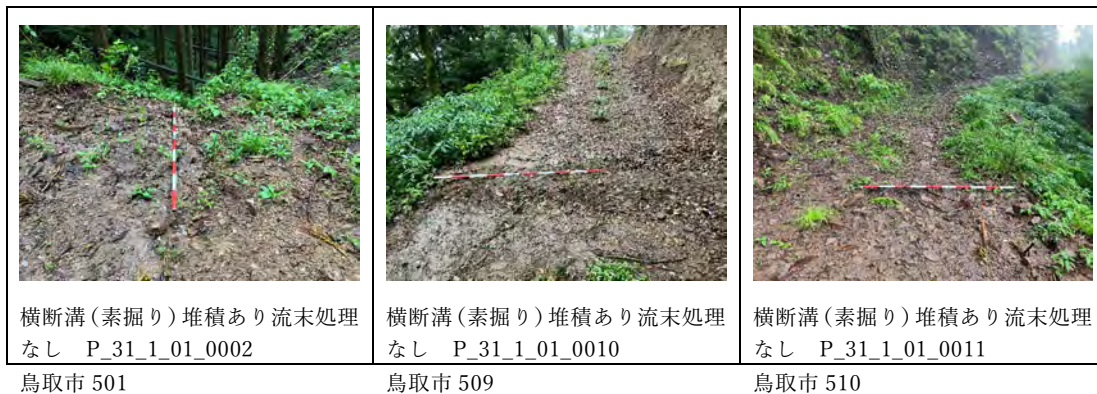 横断溝(素掘り)堆積あり流末処理
なし P_31_1_01_0002
鳥取市 501
横断溝(素掘り)堆積あり流末処理
なし P_31_1_01_0010
鳥取市 509
横断溝(素掘り)堆積あり流末処理
なし P_31_1_01_0011
鳥取市 510